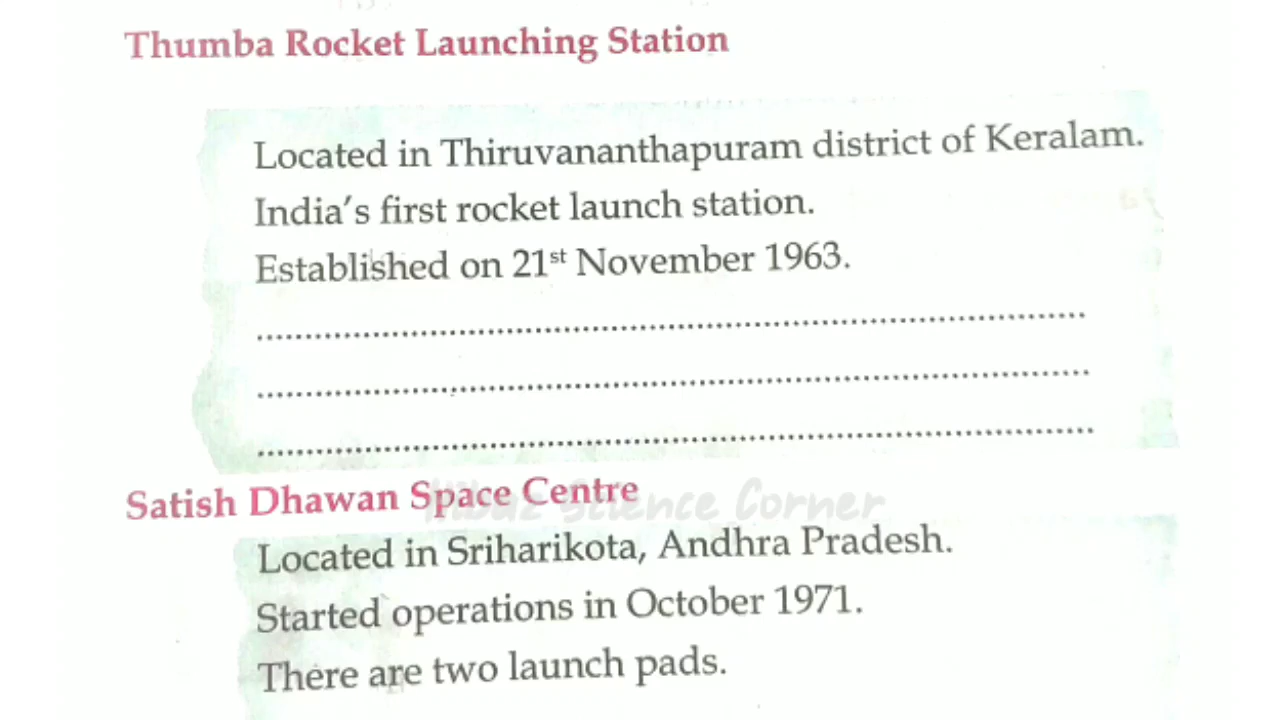 Thumba Rocket Launching Station
Located in Thiruvananthapuram district of Keralam.
India's first rocket launch station.
Established on 21st November 1963.
................................................................
................................................................
................................................................
Satish Dhawan Space Centre
Science Corner
Located in Sriharikota, Andhra Pradesh.
Started operations in October 1971.
There are two launch pads.